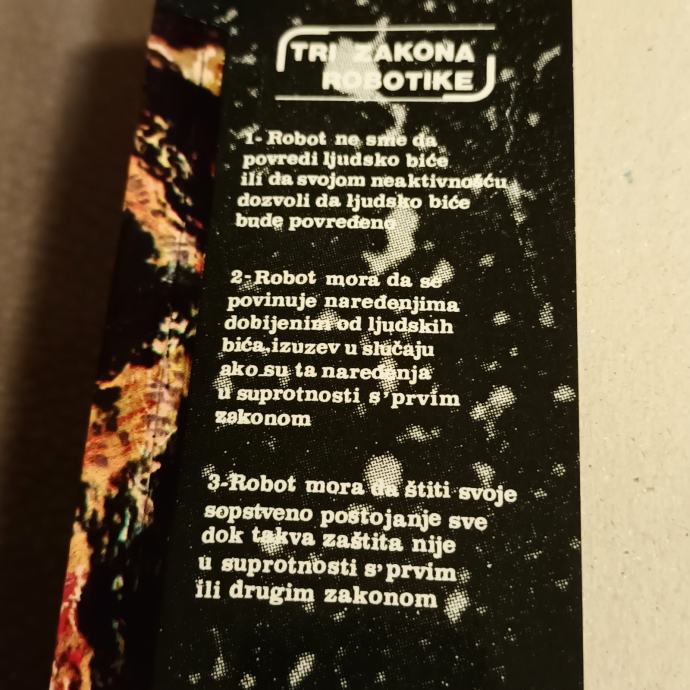 TRI ZAKONA
ROBOTIKE
1- Robot ne sme da
povredi ljudsko biće
ili da svojom neaktivnošću
dozvoli da ljudsko biće
bude povređeno
2-Robot mora da se
povinuje naređenjima
dobijenim od ljudskih
bića,izuzev u slučaju
ako su ta naređenja
u suprotnosti s'prvim
zakonom
3-Robot mora da štiti svoje
sopstveno postojanje sve
dok takva zaštita nije
u suprotnosti s'prvim
ili drugim zakonom